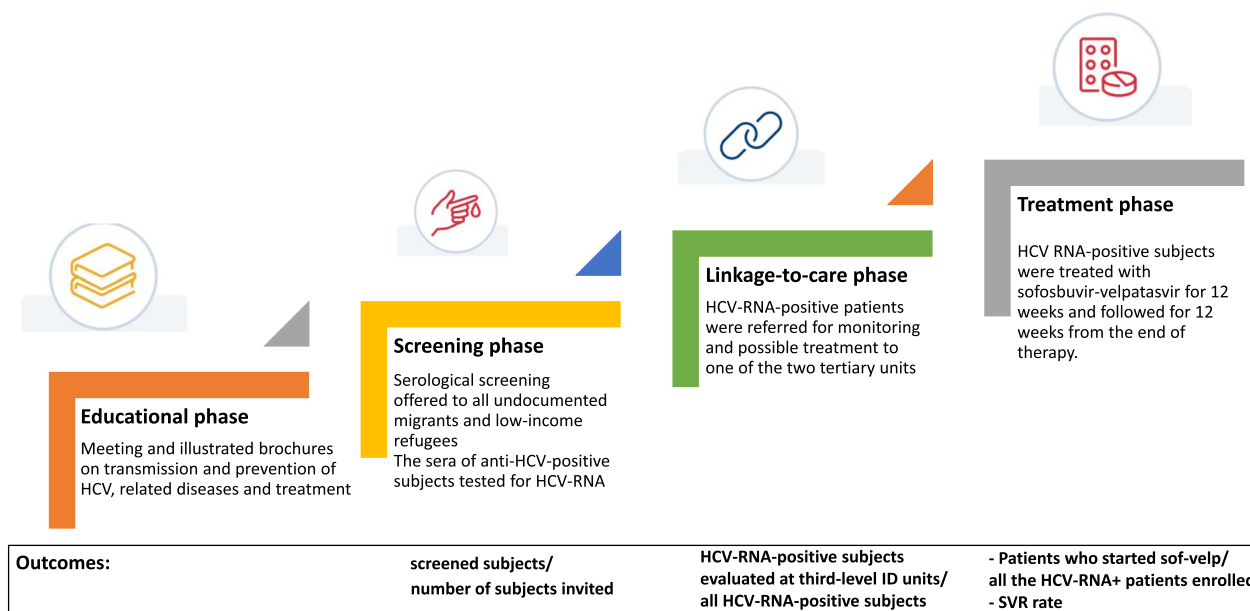 Educational phase
Meeting and illustrated brochures
on transmission and prevention of
HCV, related diseases and treatment
Screening phase
Serological screening
offered to all undocumented
migrants and low-income
refugees
The sera of anti-HCV-positive
subjects tested for HCV-RNA
Linkage-to-care phase
HCV-RNA-positive patients
were referred for monitoring
and possible treatment to
one of the two tertiary units
Treatment phase
HCV RNA-positive subjects
were treated with
sofosbuvir-velpatasvir for 12
weeks and followed for 12
weeks from the end of
therapy.
Outcomes:
screened subjects/
number of subjects invited
HCV-RNA-positive subjects
evaluated at third-level ID units/
all HCV-RNA-positive subjects
- Patients who started sof-velp/
all the HCV-RNA+ patients enrolled
- SVR rate